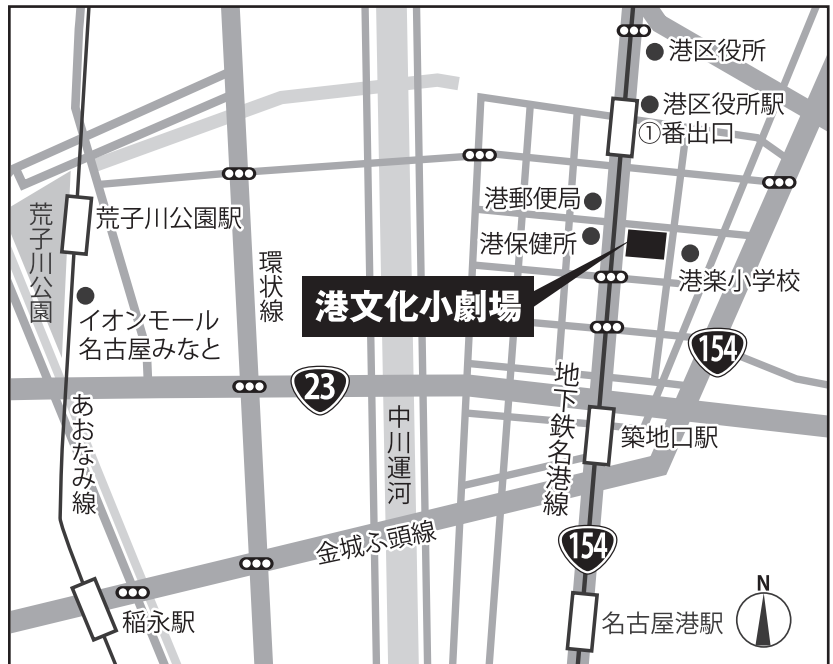 港区役所
港区役所駅
①番出口
港郵便局
荒子川公園駅
荒子川公園
港保健所
環状線
港楽小学校
イオンモール
名古屋みなと
港文化小劇場
154
23
地下鉄名港線
あおなみ線
中川運河
築地口駅
金城ふ頭線
154
N
稲永駅
名古屋港駅